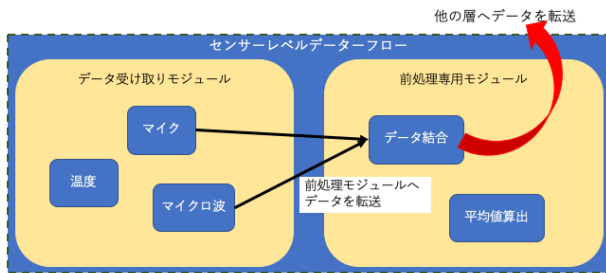 他の層へデータを転送
センサーレベルデーターフロー
データ受け取りモジュール
マイク
温度
マイクロ波
前処理専用モジュール
データ結合
前処理モジュールへ
データを転送
平均値算出